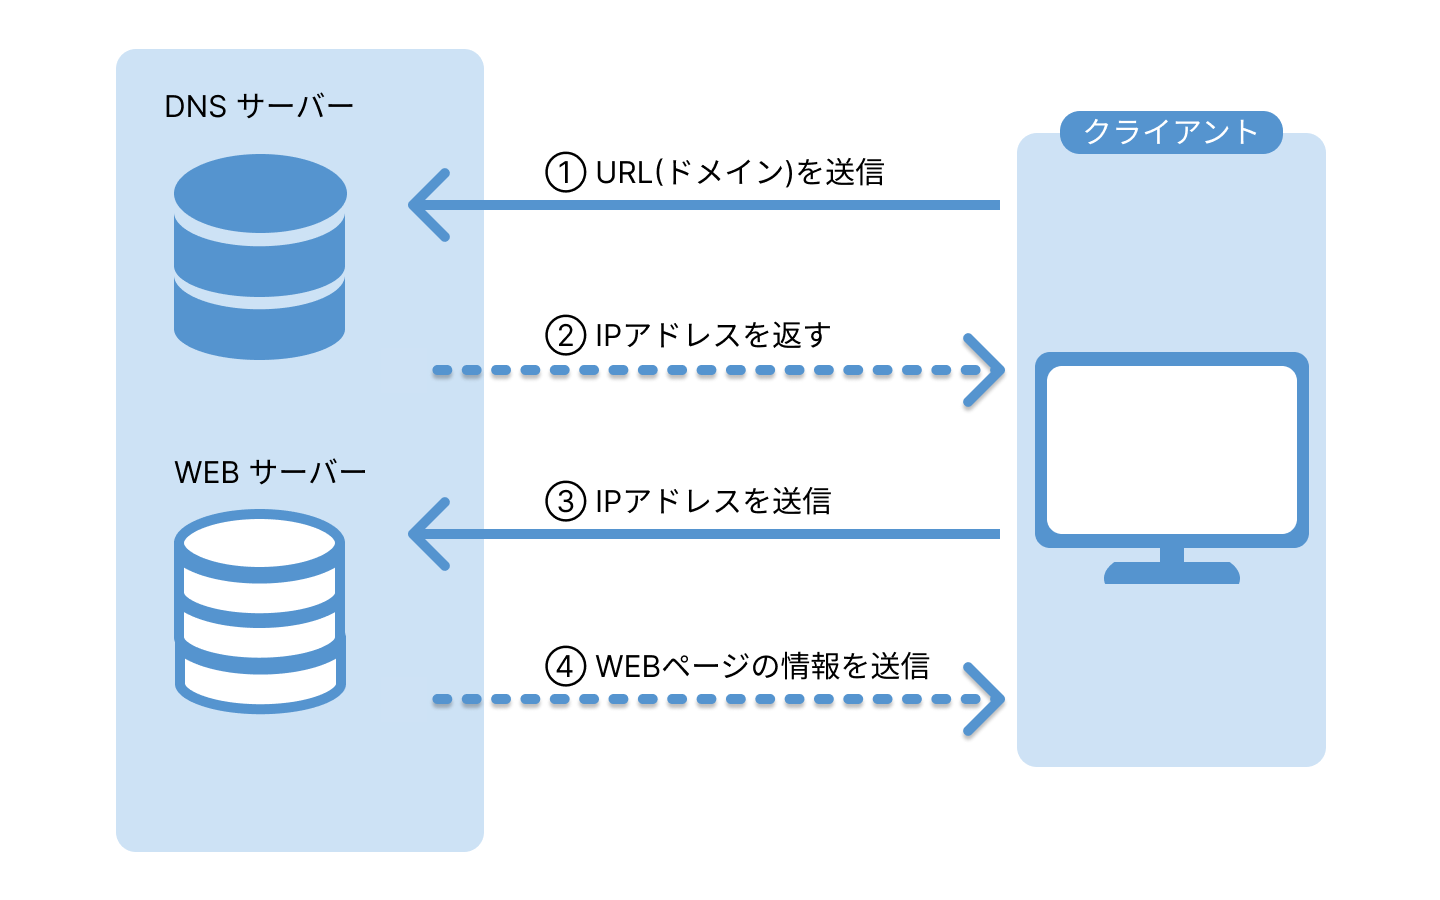 DNS サーバー
クライアント
① URL(ドメイン)を送信
② IPアドレスを返す
WEB サーバー
③ IPアドレスを送信
④ WEBページの情報を送信